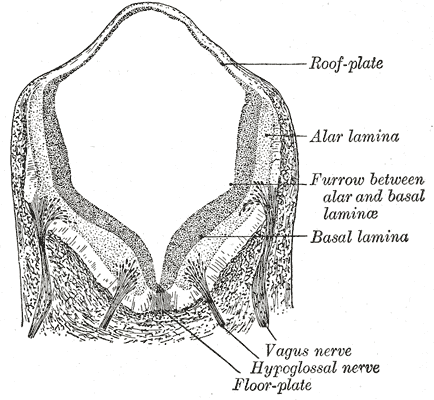 Roof-plate
Alar lamina
Furrow between
alar and basal
laminæ
Basal lamina
Vagus nerve
Hypoglossal nerve
Floor-plate